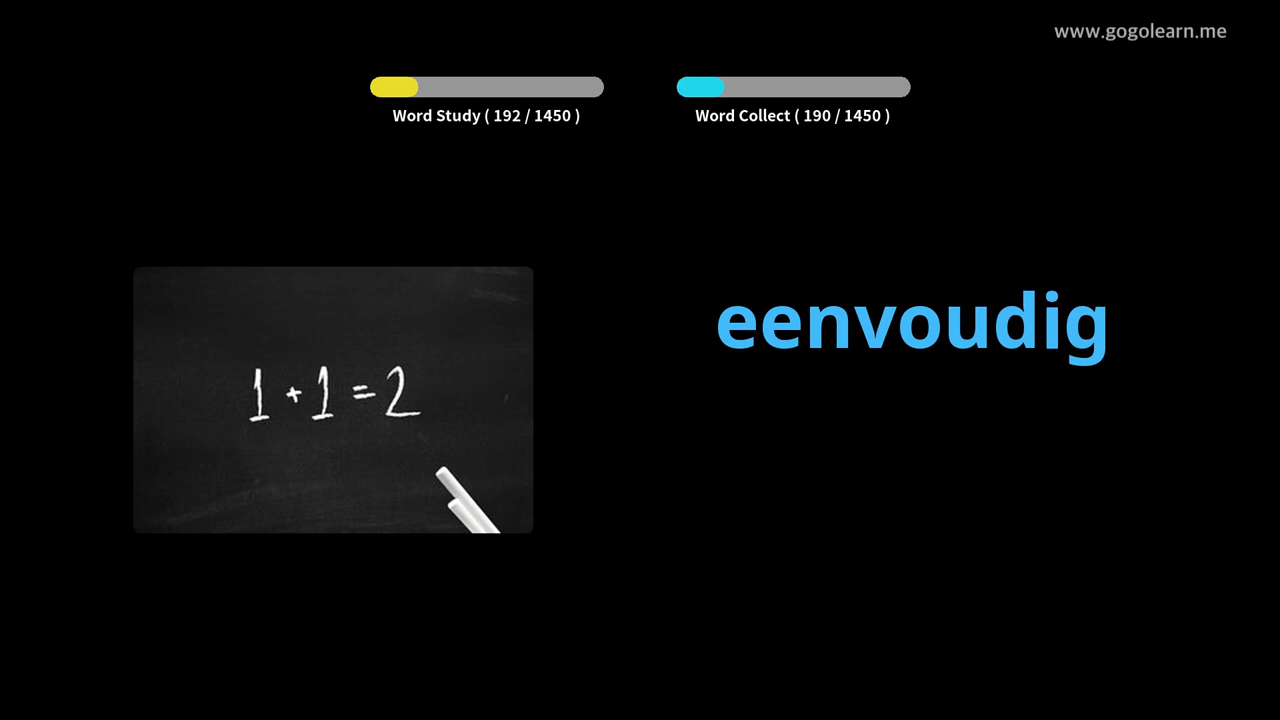 www.gogolearn.me
Word Study ( 192 / 1450 )
Word Collect ( 190 / 1450 )
eenvoudig
1 + 1 = 2